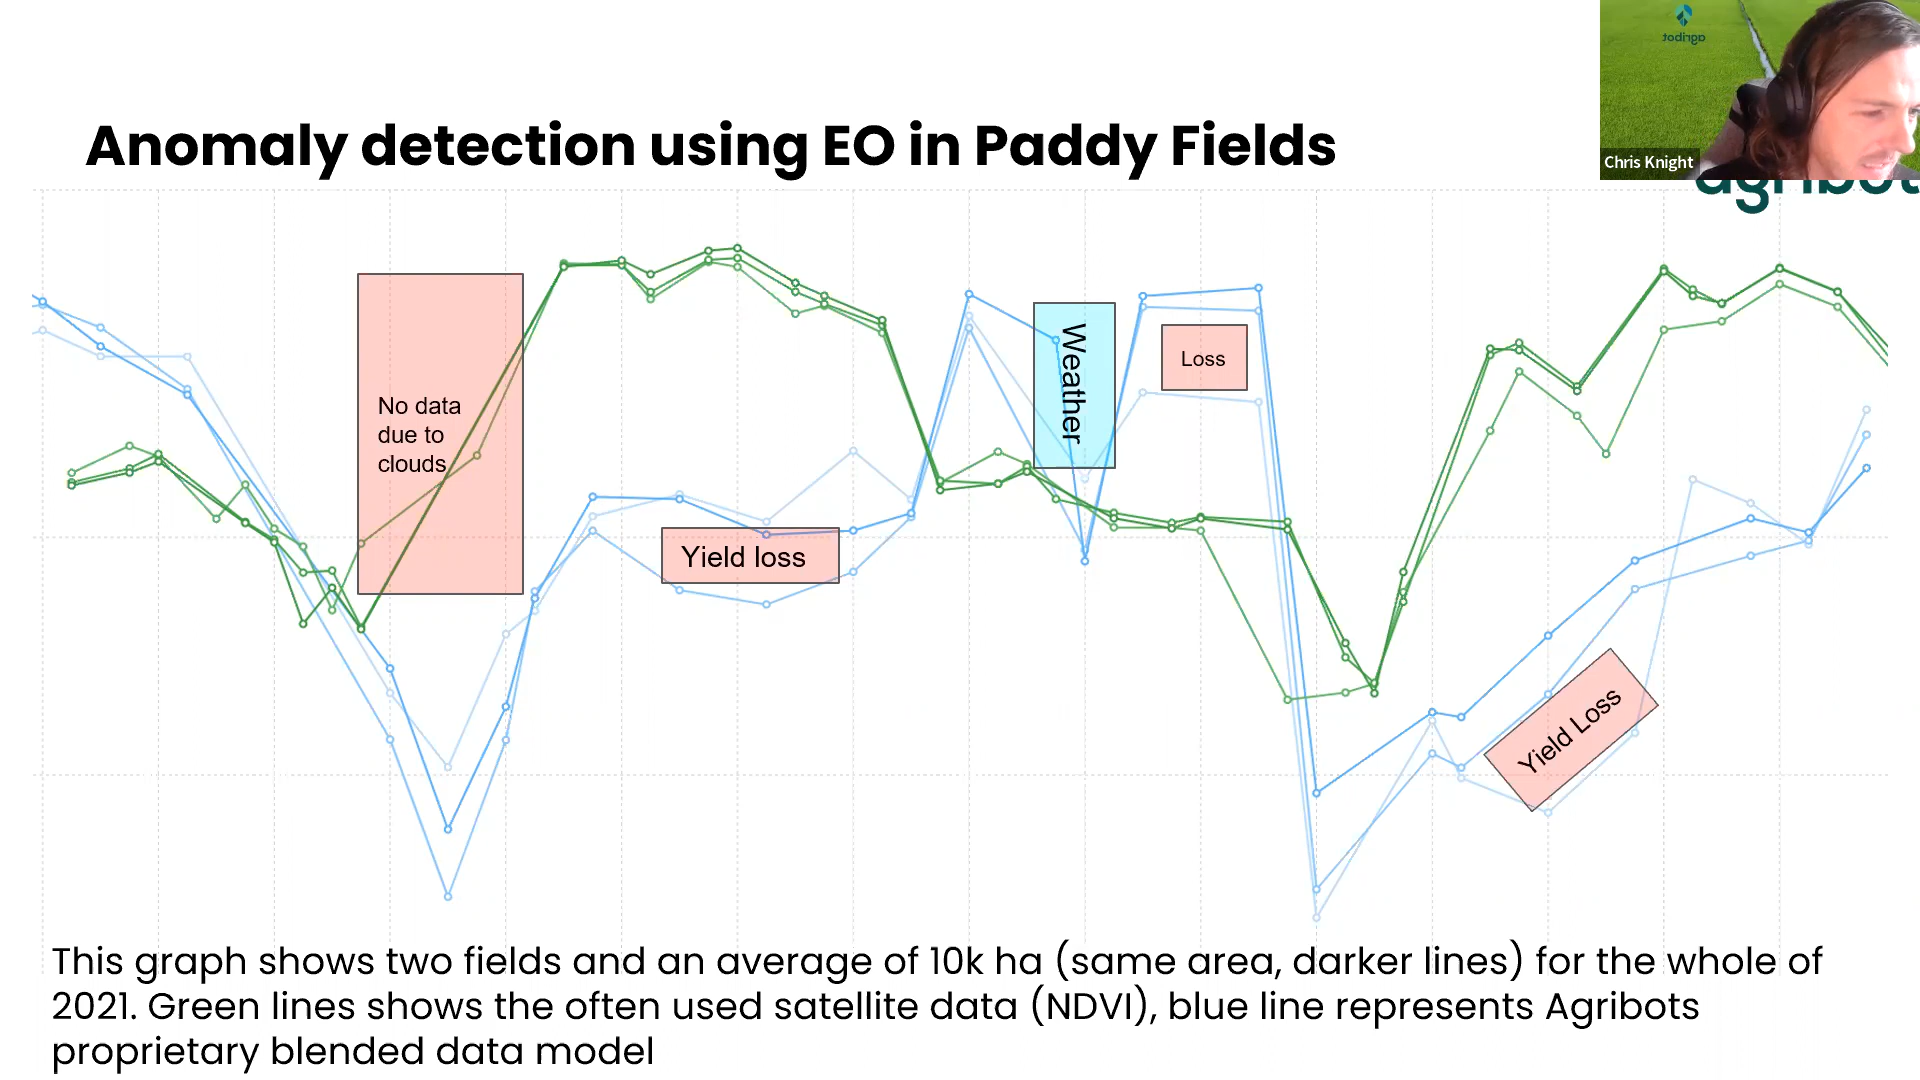 Anomaly detection using EO in Paddy Fields
Chris Knight
agribot
No data
due to
clouds
Yield loss
Weather
Loss
Yield Loss
This graph shows two fields and an average of 10k ha (same area, darker lines) for the whole of
2021. Green lines shows the often used satellite data (NDVI), blue line represents Agribots
proprietary blended data model